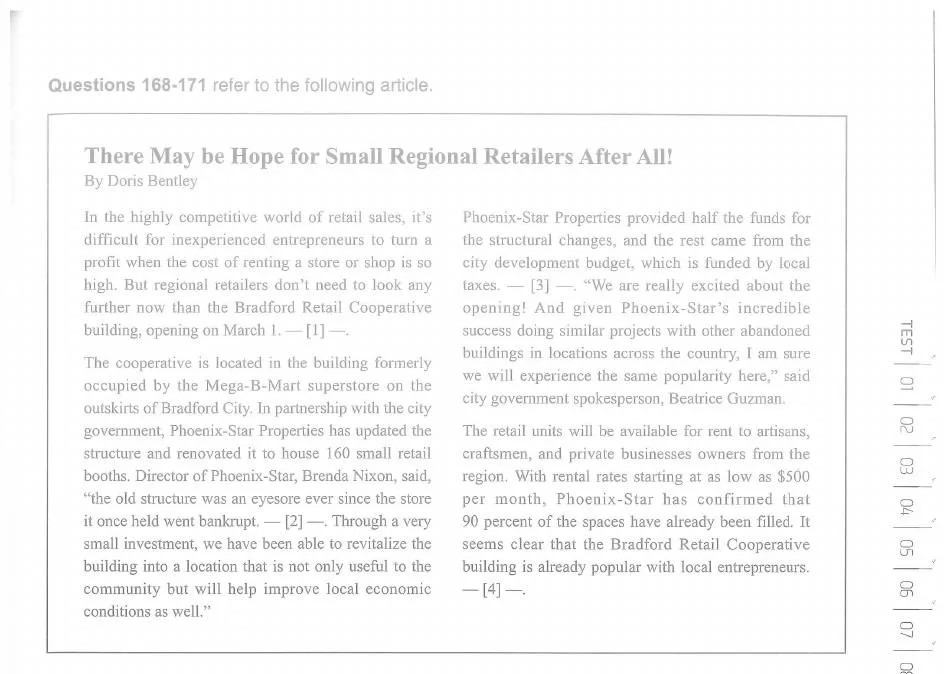 Questions 168-171 refer to the following article.
There May be Hope for Small Regional Retailers After All!
By Doris Bentley
In the highly competitive world of retail sales, it's
difficult for inexperienced entrepreneurs to turn a
profit when the cost of renting a store or shop is so
high. But regional retailers don't need to look any
further now than the Bradford Retail Cooperative
building, opening on March 1. — [1] —.
The cooperative is located in the building formerly
occupied by the Mega-B-Mart superstore on the
outskirts of Bradford City. In partnership with the city
government, Phoenix-Star Properties has updated the
structure and renovated it to house 160 small retail
booths. Director of Phoenix-Star, Brenda Nixon, said,
“the old structure was an eyesore ever since the store
it once held went bankrupt. — [2] —. Through a very
small investment, we have been able to revitalize the
building into a location that is not only useful to the
community but will help improve local economic
conditions as well.”
Phoenix-Star Properties provided half the funds for
the structural changes, and the rest came from the
city development budget, which is funded by local
taxes. — [3] —. “We are really excited about the
opening! And given Phoenix-Star's incredible
success doing similar projects with other abandoned
buildings in locations across the country, I am sure
we will experience the same popularity here,” said
city government spokesperson, Beatrice Guzman.
The retail units will be available for rent to artisans,
craftsmen, and private businesses owners from the
region. With rental rates starting at as low as $500
per month, Phoenix-Star has confirmed that
90 percent of the spaces have already been filled. It
seems clear that the Bradford Retail Cooperative
building is already popular with local entrepreneurs.
— [4] —.
TEST
01
02
03
04
05
06
07